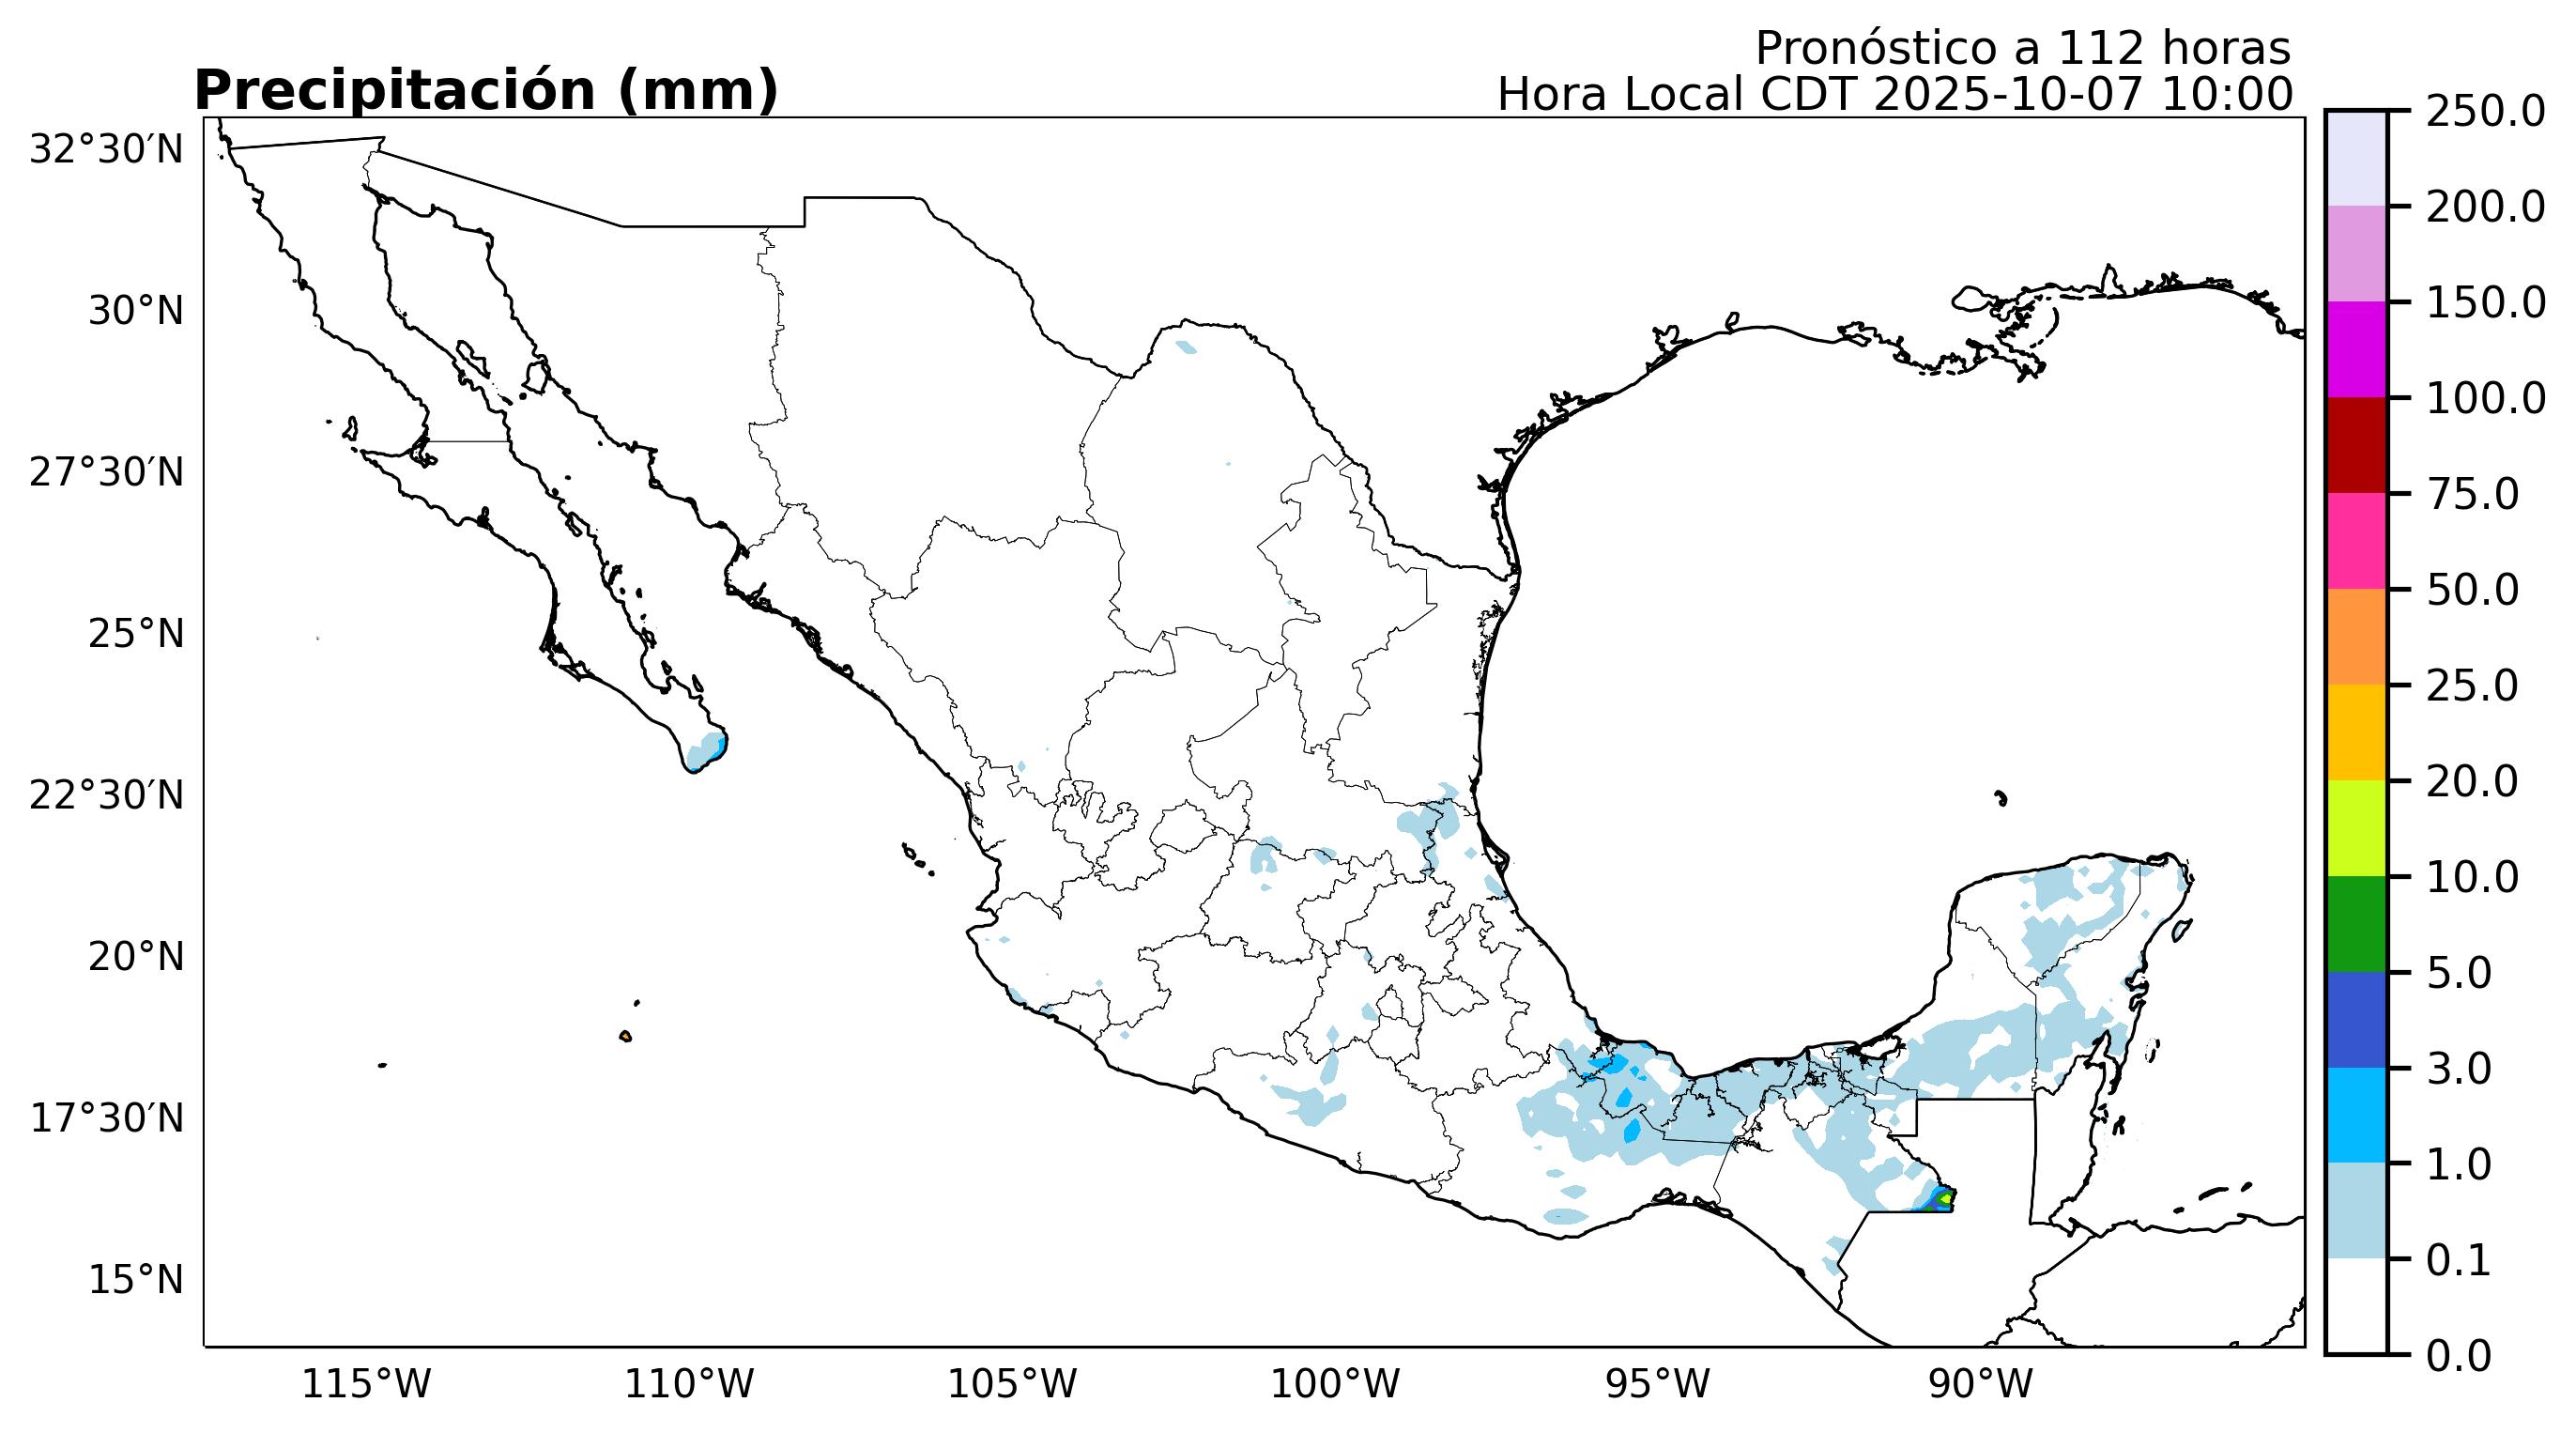 Pronóstico a 112 horas
Precipitación (mm)
Hora Local CDT 2025-10-07 10:00
32°30′N
30°N
27°30′N
25°N
22°30′N
20°N
17°30′N
15°N
115°W
110°W
105°W
100°W
95°W
90°W
250.0
200.0
150.0
100.0
75.0
50.0
25.0
20.0
10.0
5.0
3.0
1.0
0.1
0.0